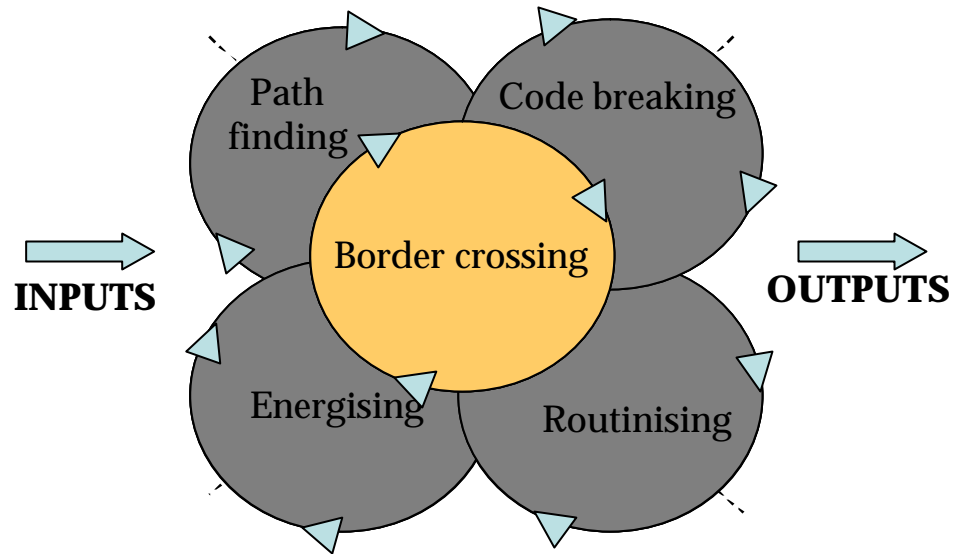 Path
finding
Code breaking
Border crossing
INPUTS
OUTPUTS
Energising
Routinising